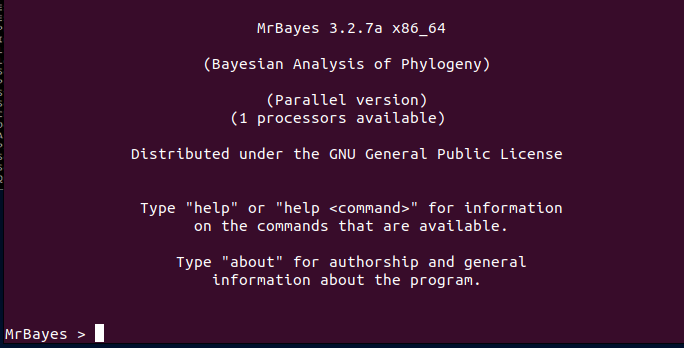 MrBayes 3.2.7a x86_64
(Bayesian Analysis of Phylogeny)
(Parallel version)
(1 processors available)
Distributed under the GNU General Public License
Type "help" or "help <command>" for information
on the commands that are available.
Type "about" for authorship and general
information about the program.
MrBayes >